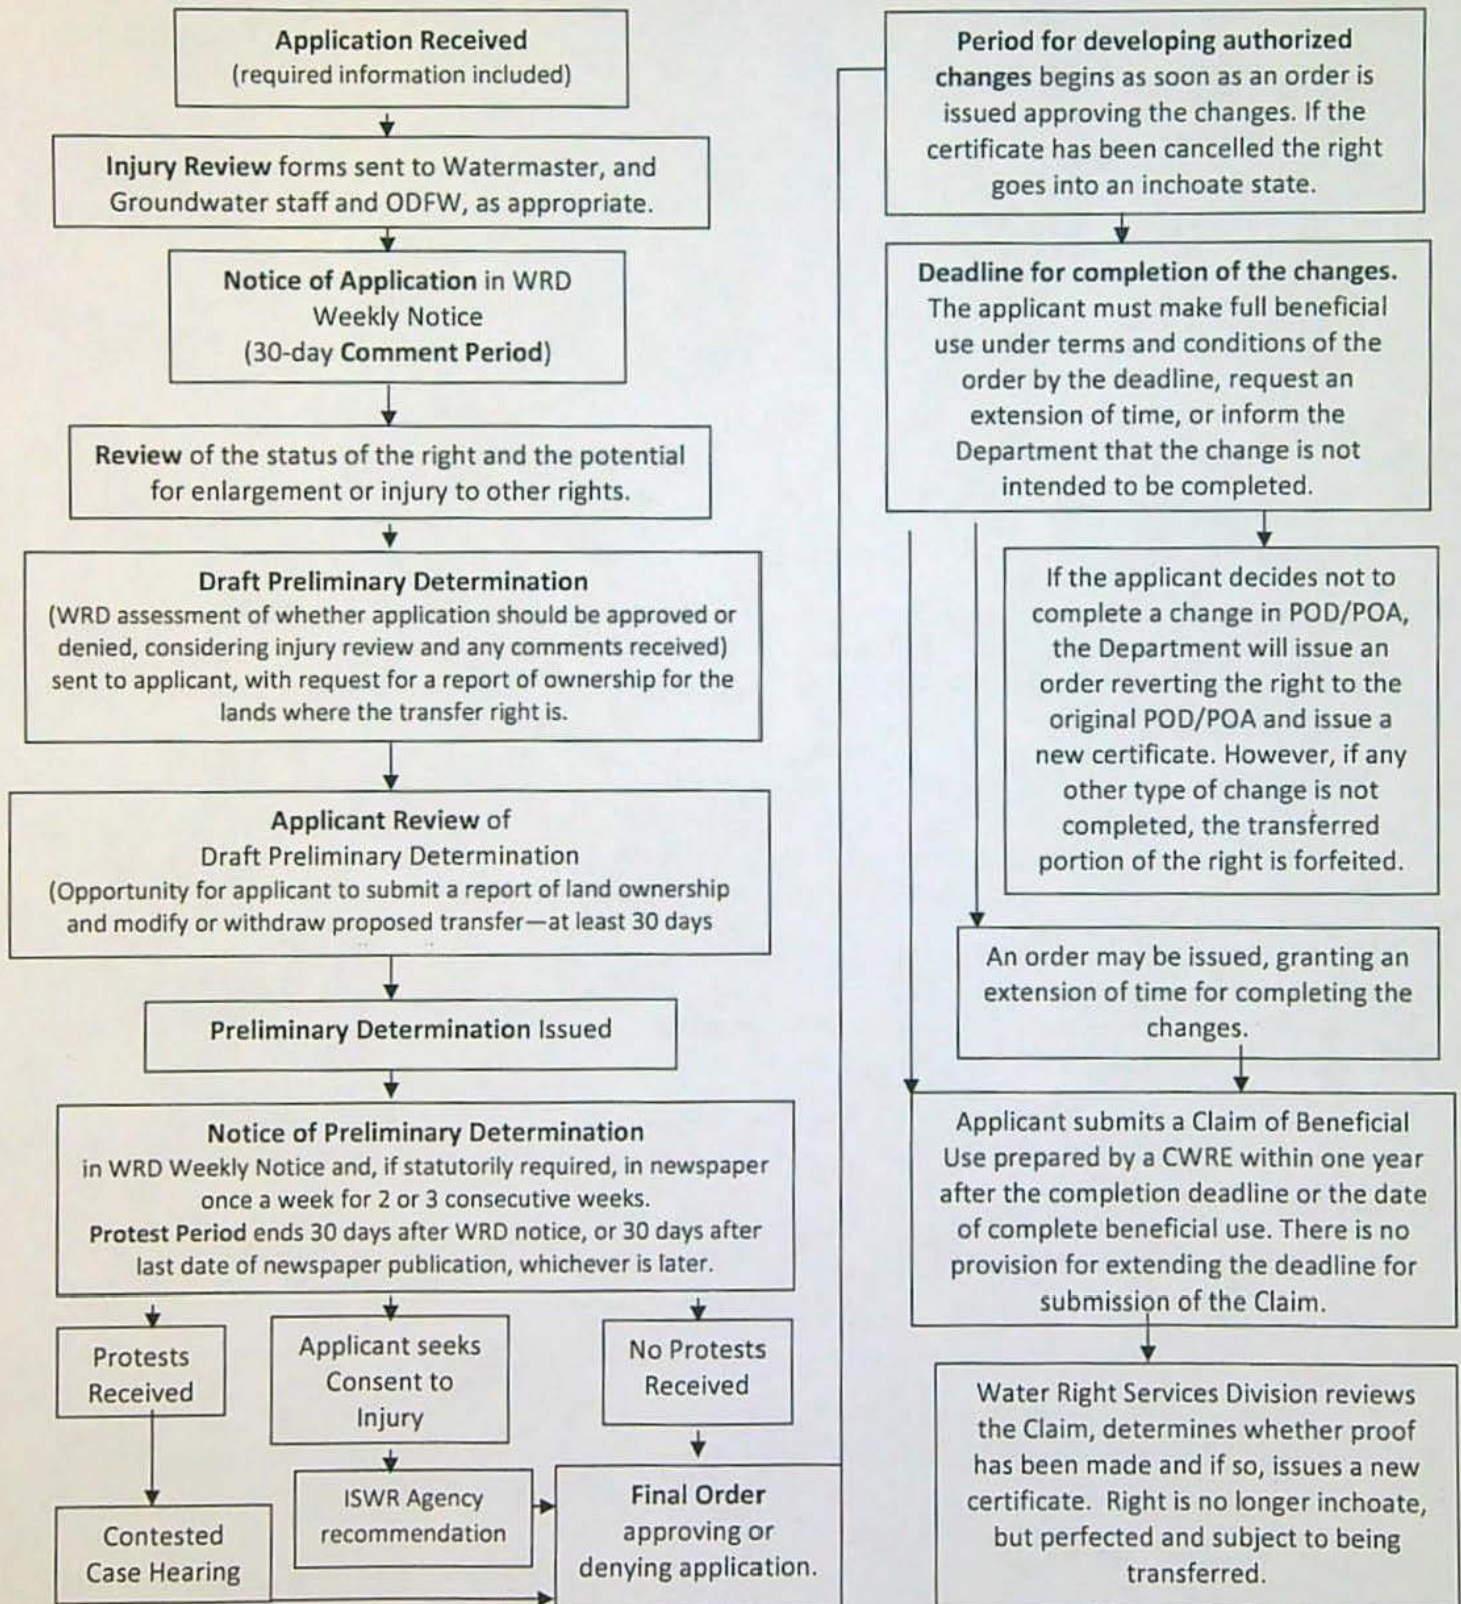 Application Received
(required information included)
Injury Review forms sent to Watermaster, and
Groundwater staff and ODFW, as appropriate.
Notice of Application in WRD
Weekly Notice
(30-day Comment Period)
Review of the status of the right and the potential
for enlargement or injury to other rights.
Draft Preliminary Determination
(WRD assessment of whether application should be approved or
denied, considering injury review and any comments received)
sent to applicant, with request for a report of ownership for the
lands where the transfer right is.
Applicant Review of
Draft Preliminary Determination
(Opportunity for applicant to submit a report of land ownership
and modify or withdraw proposed transfer—at least 30 days
Preliminary Determination Issued
Notice of Preliminary Determination
in WRD Weekly Notice and, if statutorily required, in newspaper
once a week for 2 or 3 consecutive weeks.
Protest Period ends 30 days after WRD notice, or 30 days after
last date of newspaper publication, whichever is later.
Protests
Received
Applicant seeks
Consent to
Injury
No Protests
Received
Contested
Case Hearing
ISWR Agency
recommendation
Final Order
approving or
denying application.
Period for developing authorized
changes begins as soon as an order is
issued approving the changes. If the
certificate has been cancelled the right
goes into an inchoate state.
Deadline for completion of the changes.
The applicant must make full beneficial
use under terms and conditions of the
order by the deadline, request an
extension of time, or inform the
Department that the change is not
intended to be completed.
If the applicant decides not to
complete a change in POD/POA,
the Department will issue an
order reverting the right to the
original POD/POA and issue a
new certificate. However, if any
other type of change is not
completed, the transferred
portion of the right is forfeited.
An order may be issued, granting an
extension of time for completing the
changes.
Applicant submits a Claim of Beneficial
Use prepared by a CWRE within one year
after the completion deadline or the date
of complete beneficial use. There is no
provision for extending the deadline for
submission of the Claim.
Water Right Services Division reviews
the Claim, determines whether proof
has been made and if so, issues a new
certificate. Right is no longer inchoate,
but perfected and subject to being
transferred.